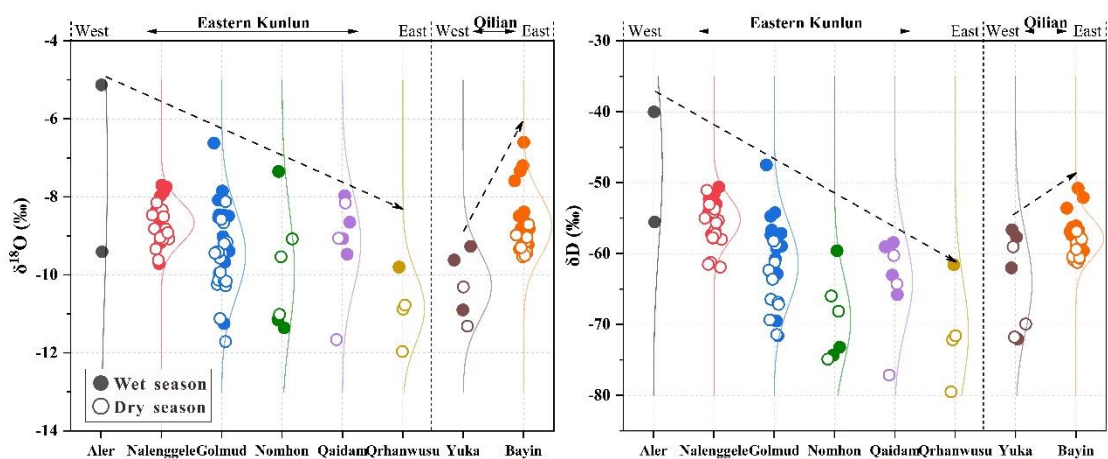 Eastern Kunlun
Qilian
West
East
West
East
-4
-6
-8
-10
-12
-14
δ18O (‰)
Wet season
Dry season
Aler
Nalenggele
Golmud
Nomhon
Qaidam
Qrhanwusu
Yuka
Bayin
Eastern Kunlun
Qilian
West
East
West
East
-30
-40
-50
-60
-70
-80
δD (‰)
Aler
Nalenggele
Golmud
Nomhon
Qaidam
Qrhanwusu
Yuka
Bayin